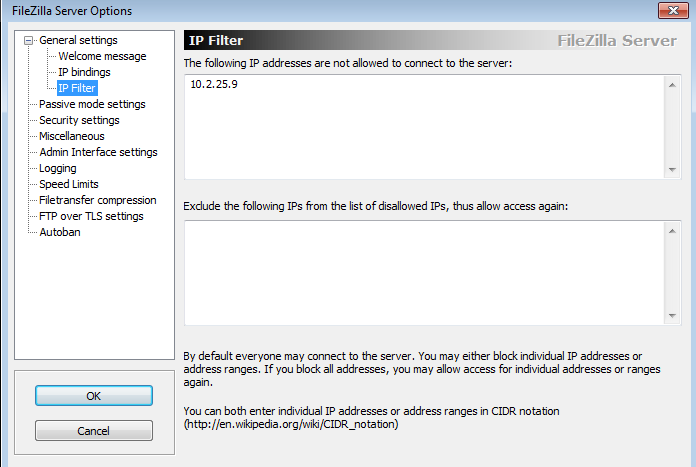 FileZilla Server Options
General settings
Welcome message
IP bindings
IP Filter
Passive mode settings
Security settings
Miscellaneous
Admin Interface settings
Logging
Speed Limits
Filetransfer compression
FTP over TLS settings
Autoban
OK
Cancel
IP Filter
FileZilla Server
The following IP addresses are not allowed to connect to the server:
10.2.25.9
Exclude the following IPs from the list of disallowed IPs, thus allow access again:
By default everyone may connect to the server. You may either block individual IP addresses or
address ranges. If you block all addresses, you may allow access for individual addresses or ranges
again.
You can both enter individual IP addresses or address ranges in CIDR notation
(http://en.wikipedia.org/wiki/CIDR_notation)